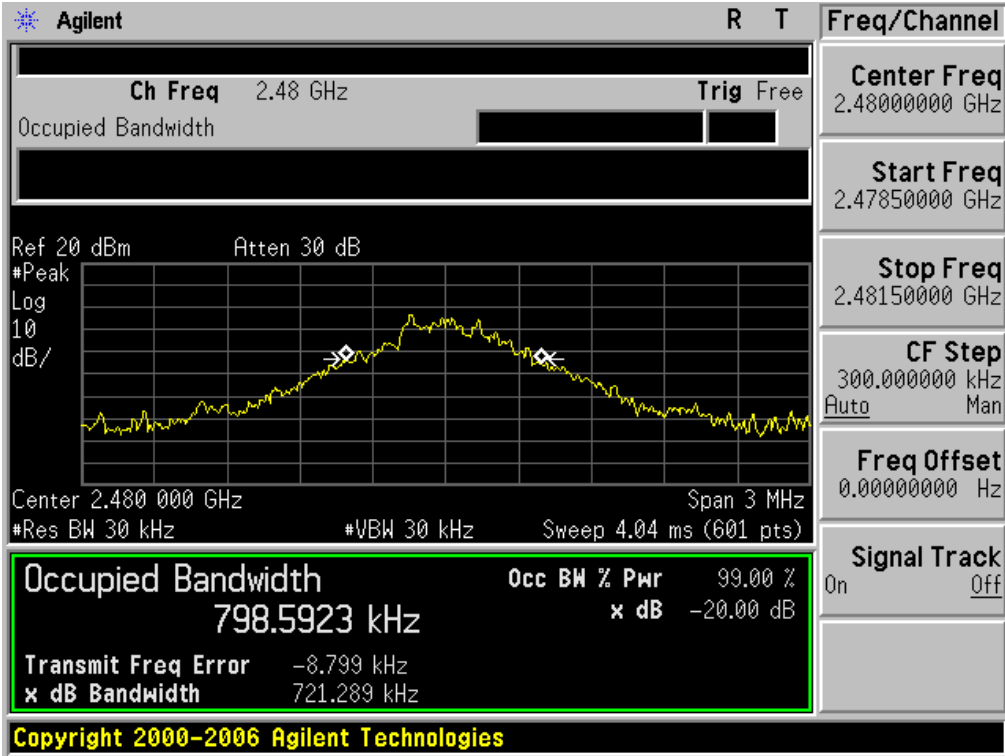 Agilent R T Freq/Channel
Ch Freq 2.48 GHz Trig Free
Occupied Bandwidth
Center Freq
2.48000000 GHz
Start Freq
2.47850000 GHz
Stop Freq
2.48150000 GHz
CF Step
300.000000 kHz
Auto Man
Freq Offset
0.00000000 Hz
Signal Track
On Off
Ref 20 dBm Atten 30 dB
#Peak
Log
10
dB/
Center 2.480 000 GHz Span 3 MHz
#Res BW 30 kHz #VBW 30 kHz Sweep 4.04 ms (601 pts)
Occupied Bandwidth Occ BW % Pwr 99.00 %
798.5923 kHz x dB -20.00 dB
Transmit Freq Error -8.799 kHz
x dB Bandwidth 721.289 kHz
Copyright 2000-2006 Agilent Technologies